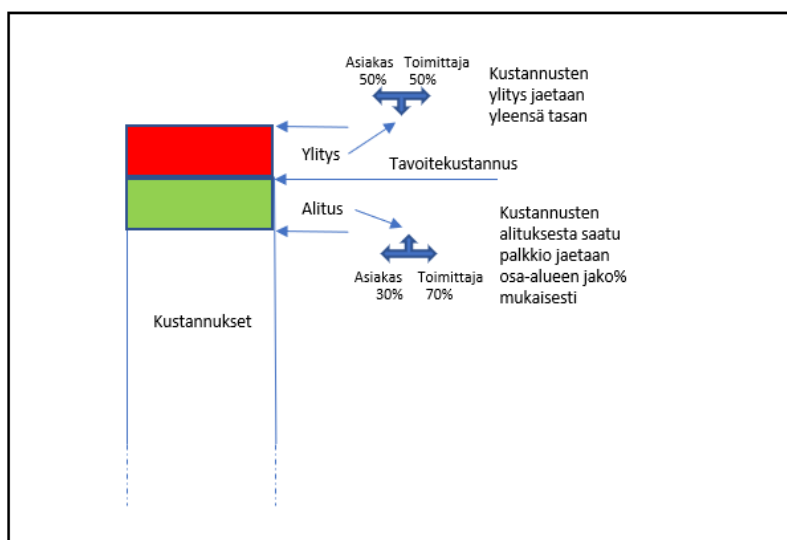 Asiakas Toimittaja
50% 50%
Kustannusten
ylitys jaetaan
yleensä tasan
Ylitys
Tavoitekustannus
Alitus
Kustannusten
alituksesta saatu
palkkio jaetaan
osa-alueen jako%
mukaisesti
Asiakas Toimittaja
30% 70%
Kustannukset